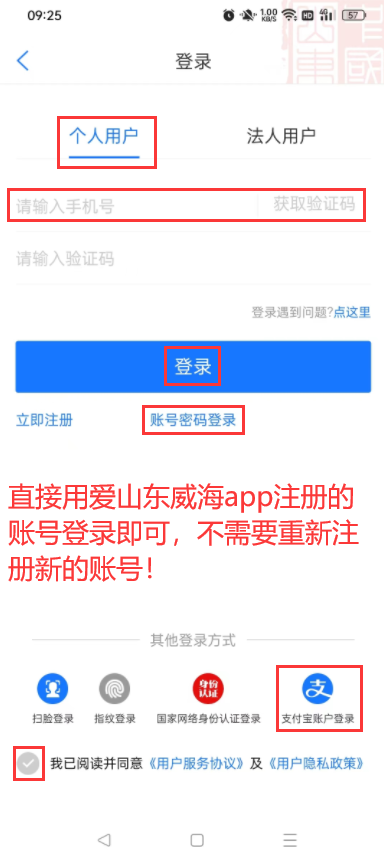 09:25
1.00 KB/S HD 4G 57
登录
个人用户 法人用户
请输入手机号 获取验证码
请输入验证码
登录遇到问题?点这里
登录
立即注册 账号密码登录
直接用爱山东威海app注册的
账号登录即可，不需要重新注
册新的账号！
其他登录方式
身份
认证
支
扫脸登录 指纹登录 国家网络身份认证登录 支付宝账户登录
我已阅读并同意《用户服务协议》及《用户隐私政策》